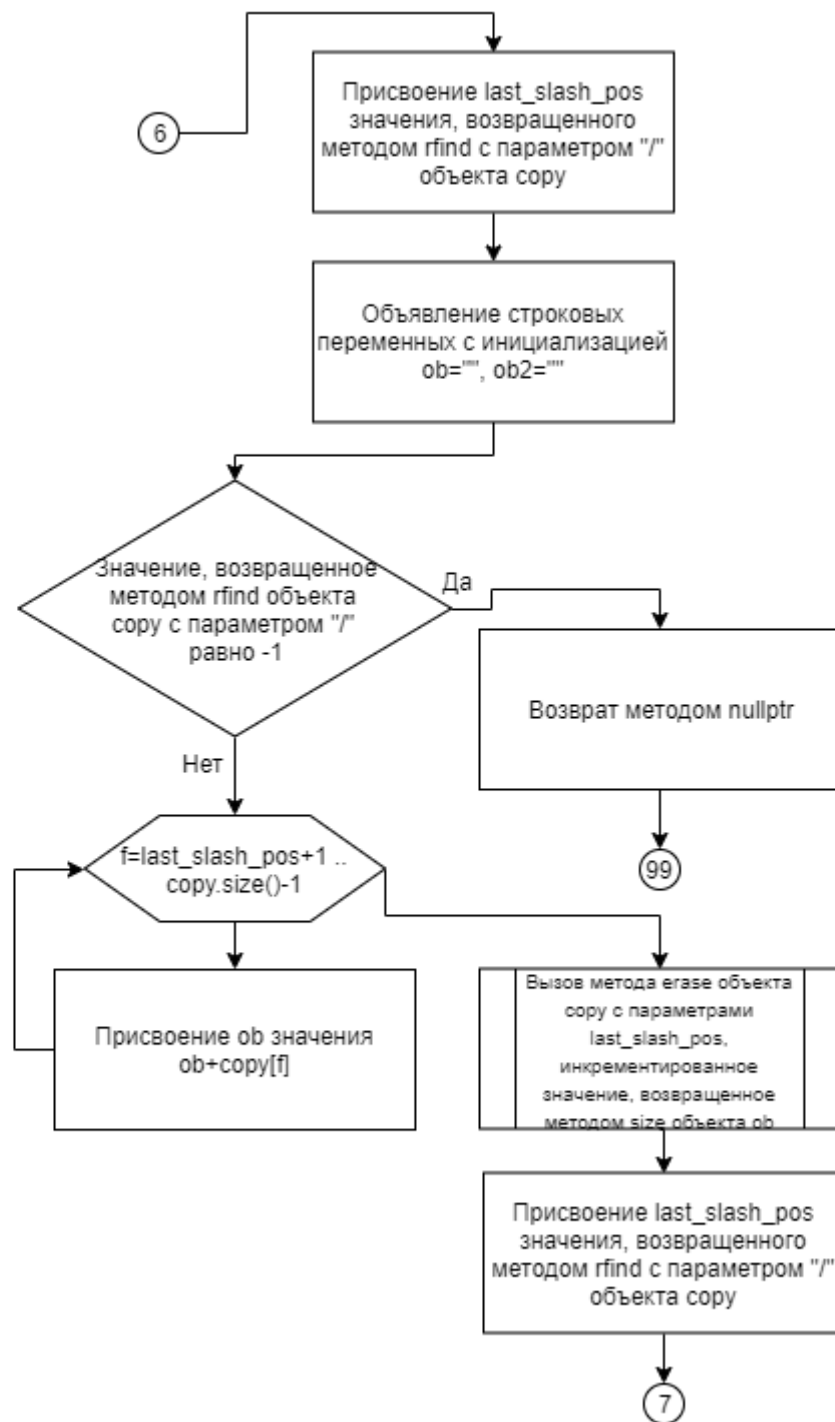 Присвоение last_slash_pos
значения, возвращенного
методом rfind с параметром "/"
объекта copy
6
Объявление строковых
переменных с инициализацией
ob="", ob2=""
Значение, возвращенное
методом rfind объекта
copy с параметром "/"
равно -1
Да
Возврат методом nullptr
Нет
99
f=last_slash_pos+1 ..
copy.size()-1
Присвоение ob значения
ob+copy[f]
Вызов метода erase объекта
copy с параметрами
last_slash_pos,
инкрементированное
значение, возвращенное
методом size объекта ob
Присвоение last_slash_pos
значения, возвращенного
методом rfind с параметром "/"
объекта copy
7